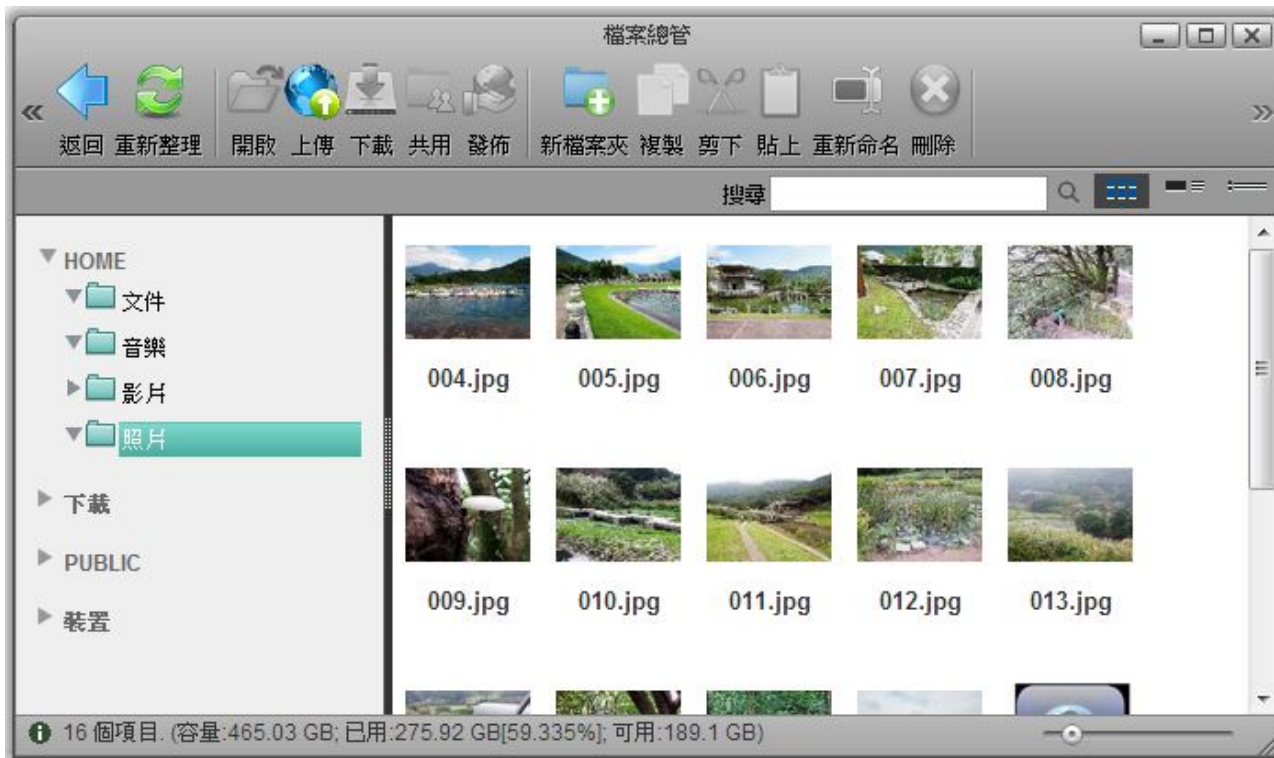 檔案總管
返回 重新整理 開啟 上傳 下載 共用 發佈 新檔案夾 複製 剪下 貼上 重新命名 刪除
搜尋
HOME
文件
音樂
影片
照片
下載
PUBLIC
裝置
004.jpg 005.jpg 006.jpg 007.jpg 008.jpg
009.jpg 010.jpg 011.jpg 012.jpg 013.jpg
16 個項目. (容量:465.03 GB; 已用:275.92 GB[59.335%]; 可用:189.1 GB)